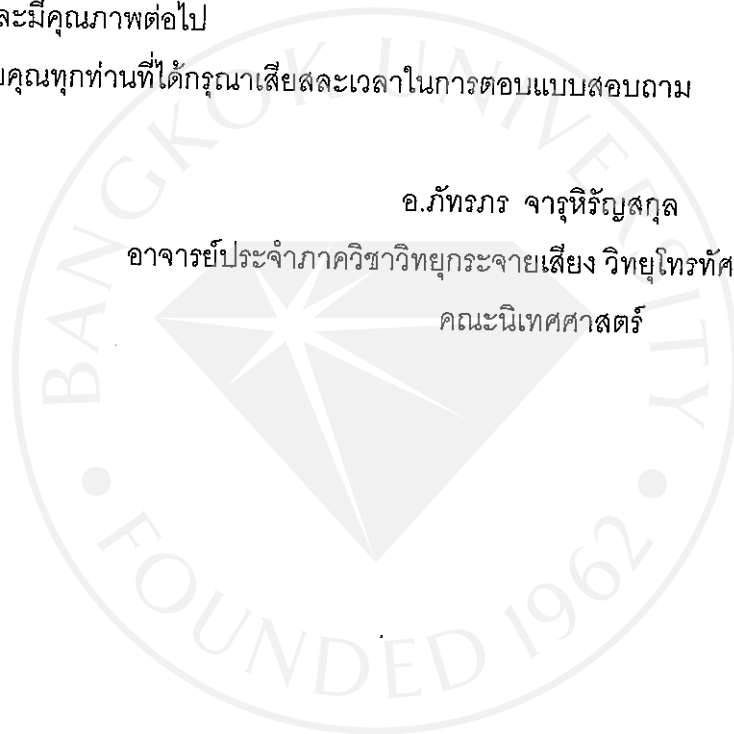 ละมีคุณภาพต่อไป
คุณทุกท่านที่ได้กรุณาเสียสละเวลาในการตอบแบบสอบถาม
อ.ภัทรภร จารุหิรัญสกุล
อาจารย์ประจำภาควิชาวิทยุกระจายเสียง วิทยุโทรทัศ
คณะนิเทศศาสตร์
BANGKOK UNIVERSITY
FOUNDED 1962